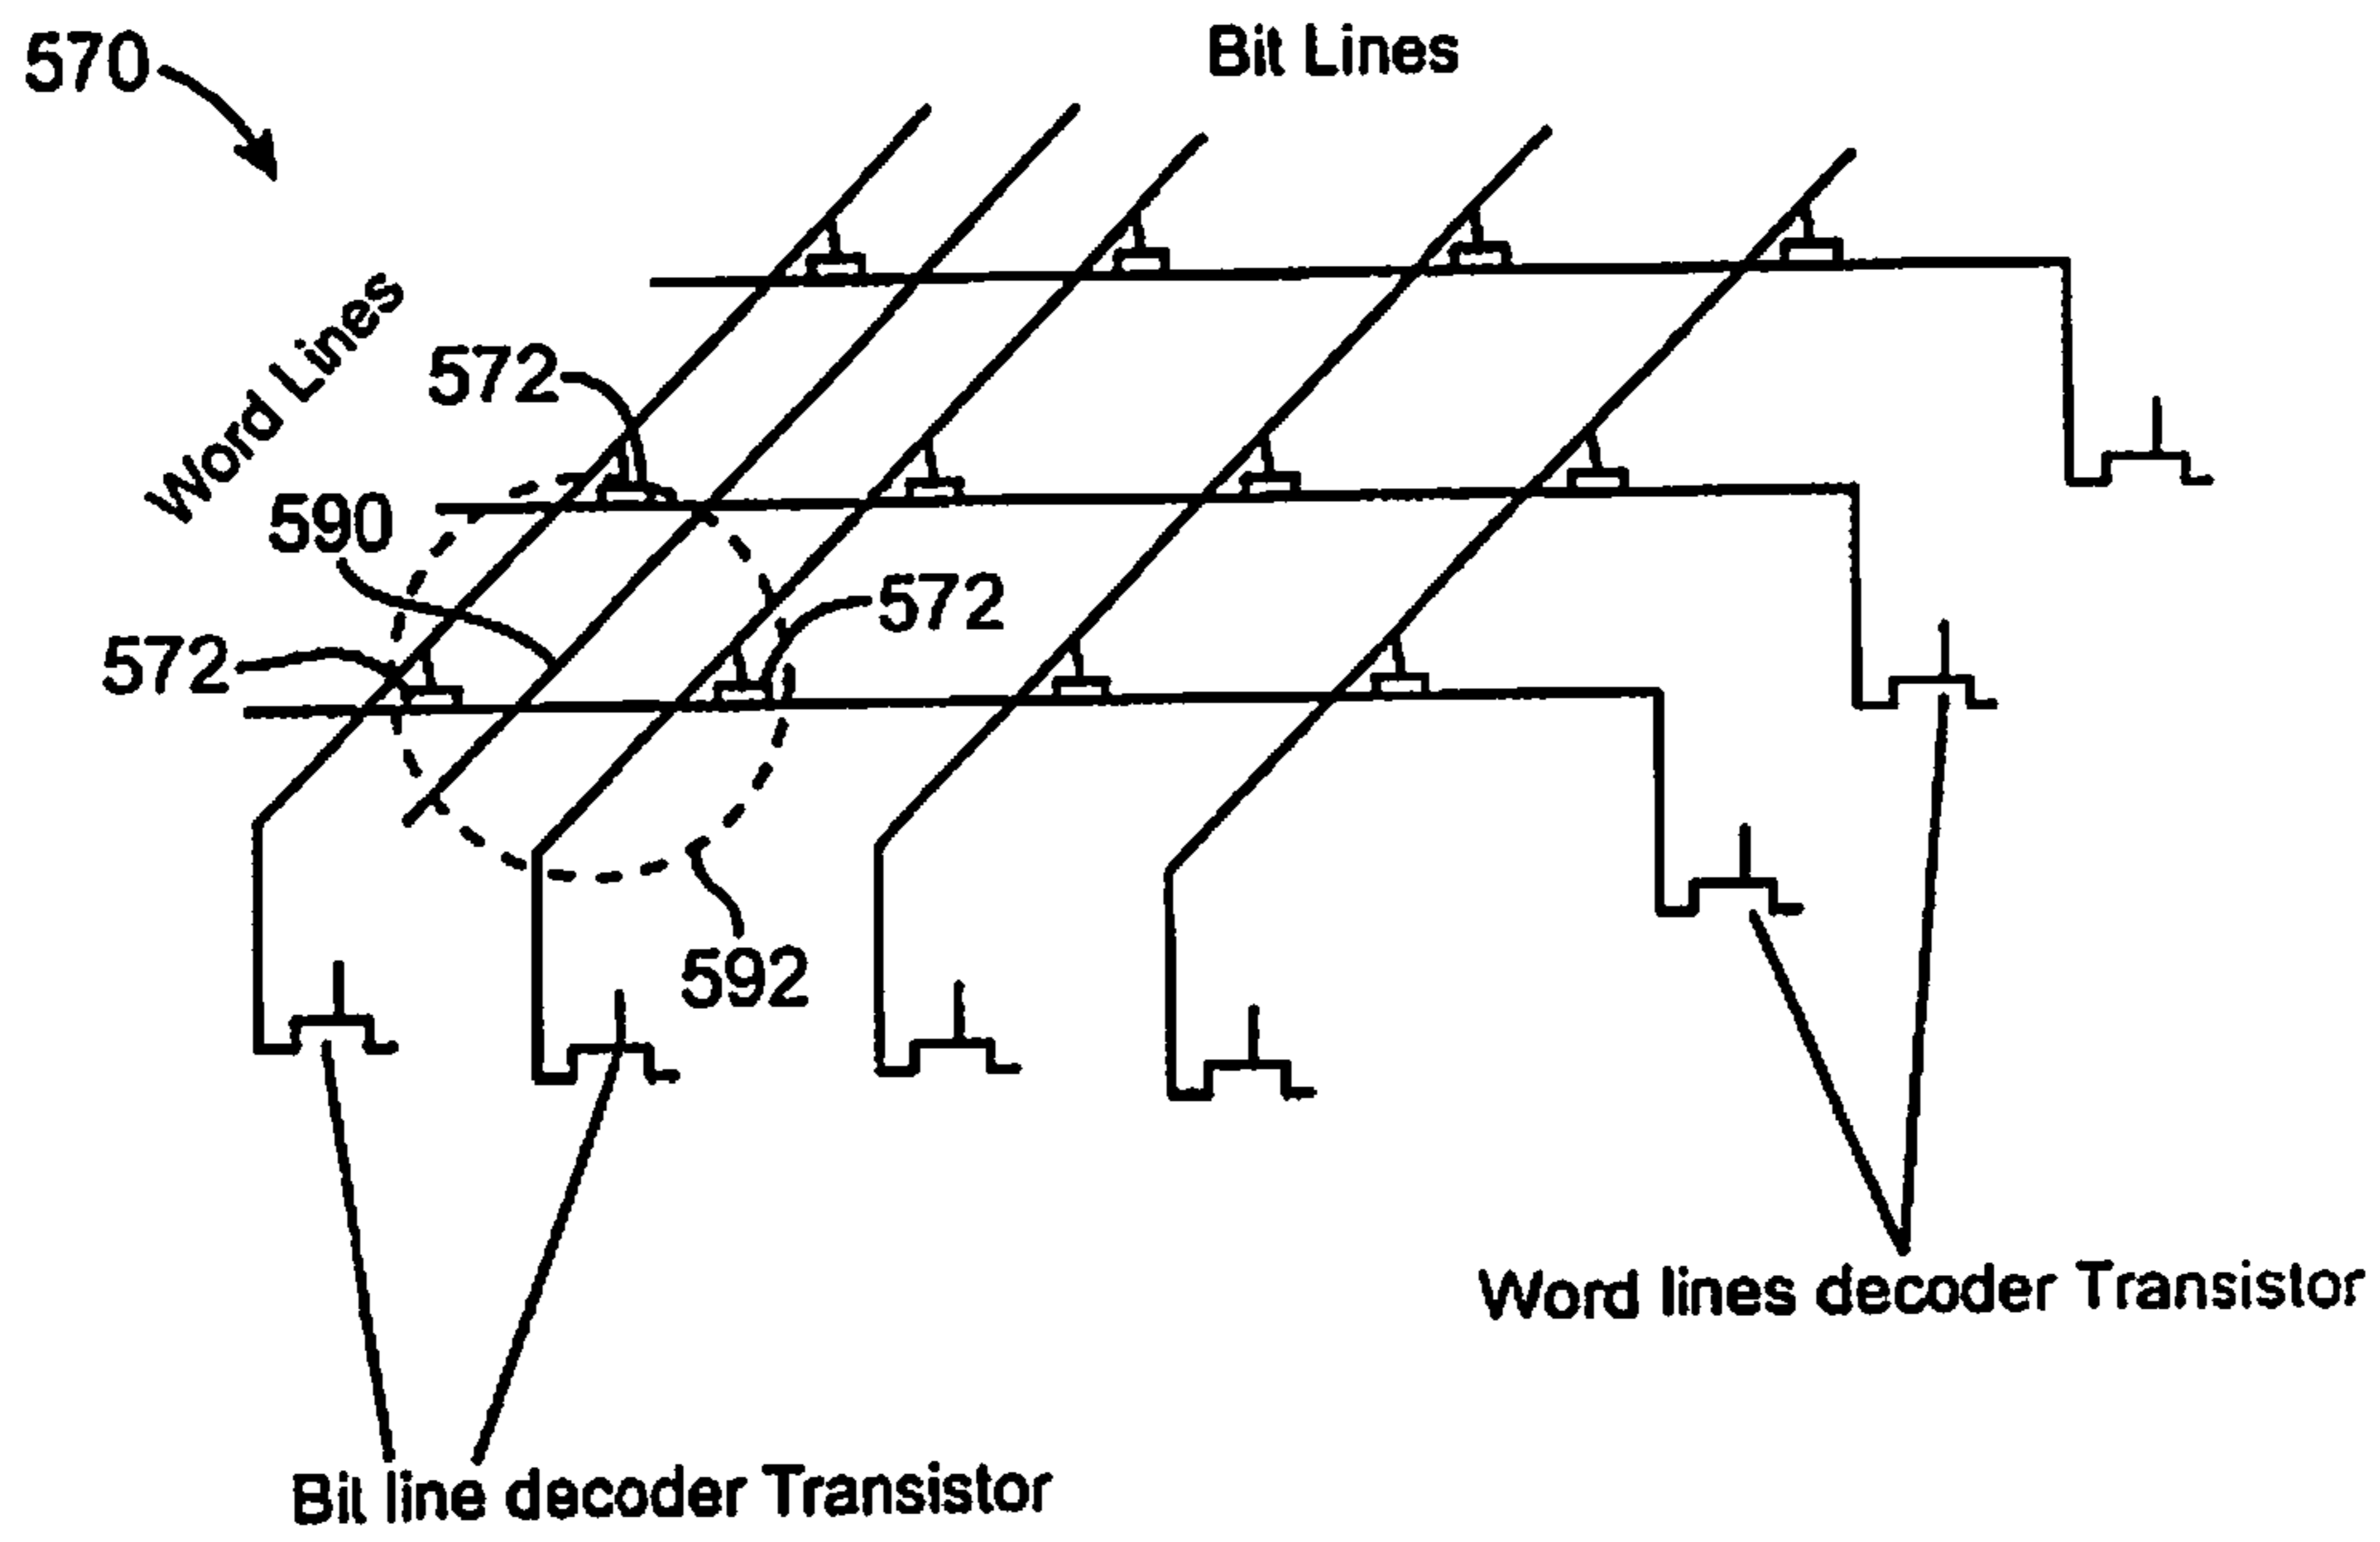 570
Bit Lines
Word Lines
572
590
572
572
592
Word lines decoder Transistor
Bit line decoder Transistor